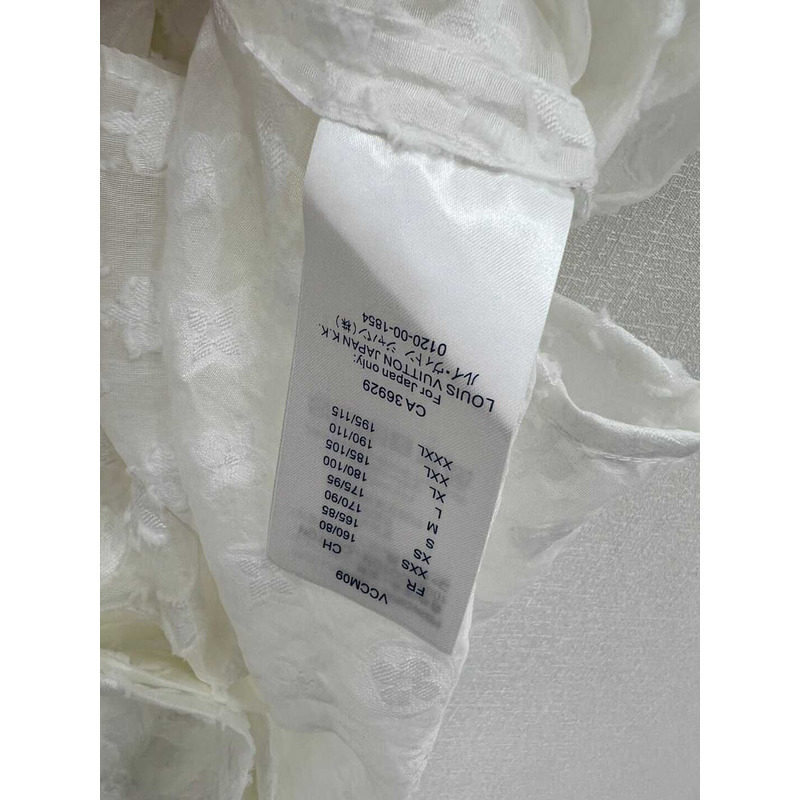 VCCM09
FR CH
XXS 160/80
XS 165/85
S 170/90
M 175/95
L 180/100
XL 185/105
XXL 190/110
XXXL 195/115
CA 36929
For Japan only:
LOUIS VUITTON JAPAN K.K.
ルイ・ヴィトン ジャパン(株)
0120-00-1854